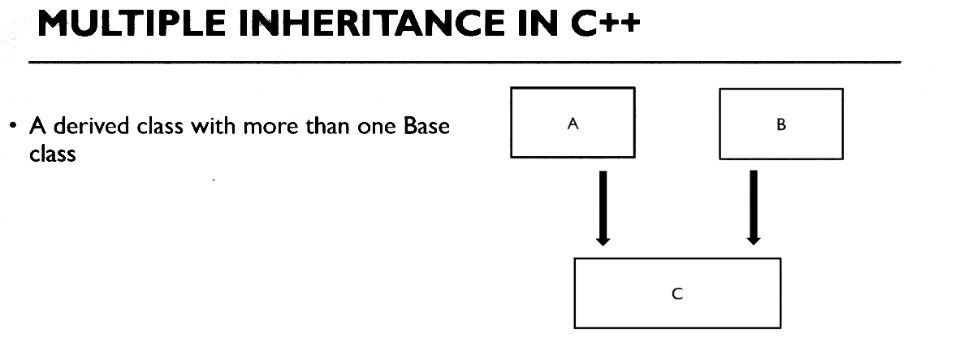 MULTIPLE INHERITANCE IN C++
• A derived class with more than one Base
class
A
B
C